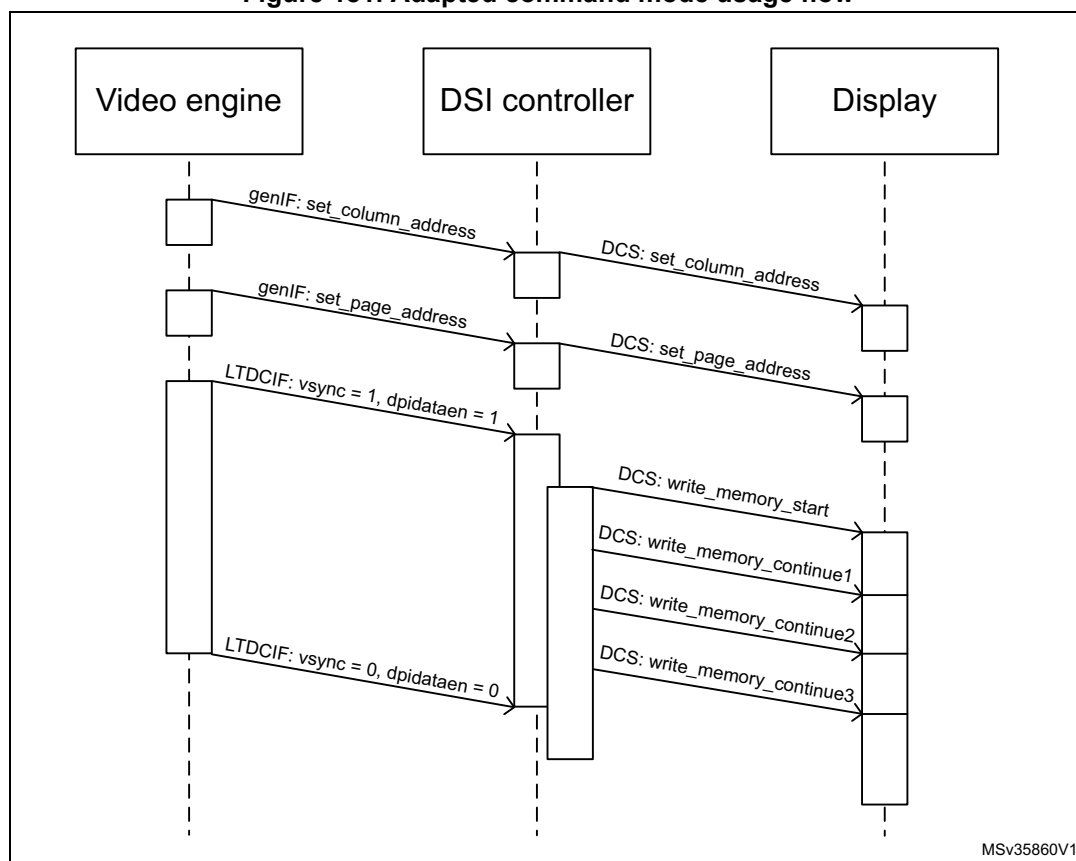 Video engine
DSI controller
Display
genIF: set_column_address
DCS: set_column_address
genIF: set_page_address
DCS: set_page_address
LTDCIF: vsync = 1, dpidataen = 1
DCS: write_memory_start
DCS: write_memory_continue1
DCS: write_memory_continue2
LTDCIF: vsync = 0, dpidataen = 0
DCS: write_memory_continue3
MSv35860V1